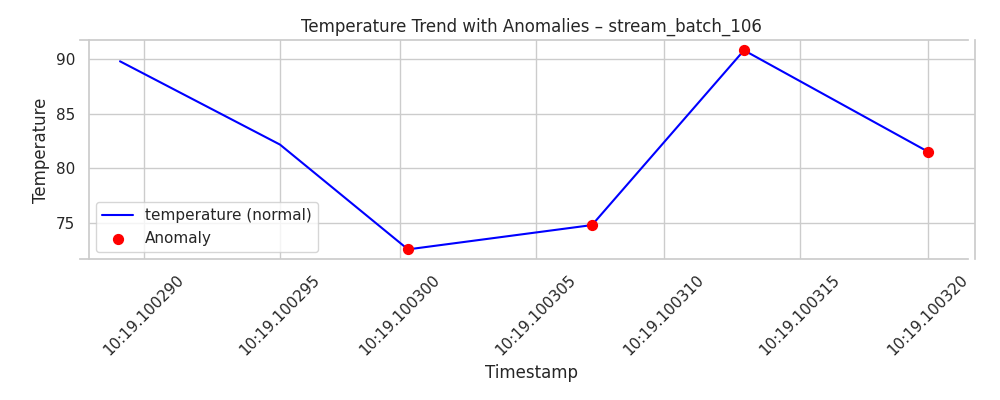 Temperature Trend with Anomalies – stream_batch_106
Temperature
90
85
80
75
temperature (normal)
Anomaly
10:19.100290
10:19.100295
10:19.100300
10:19.100305
10:19.100310
10:19.100315
10:19.100320
Timestamp